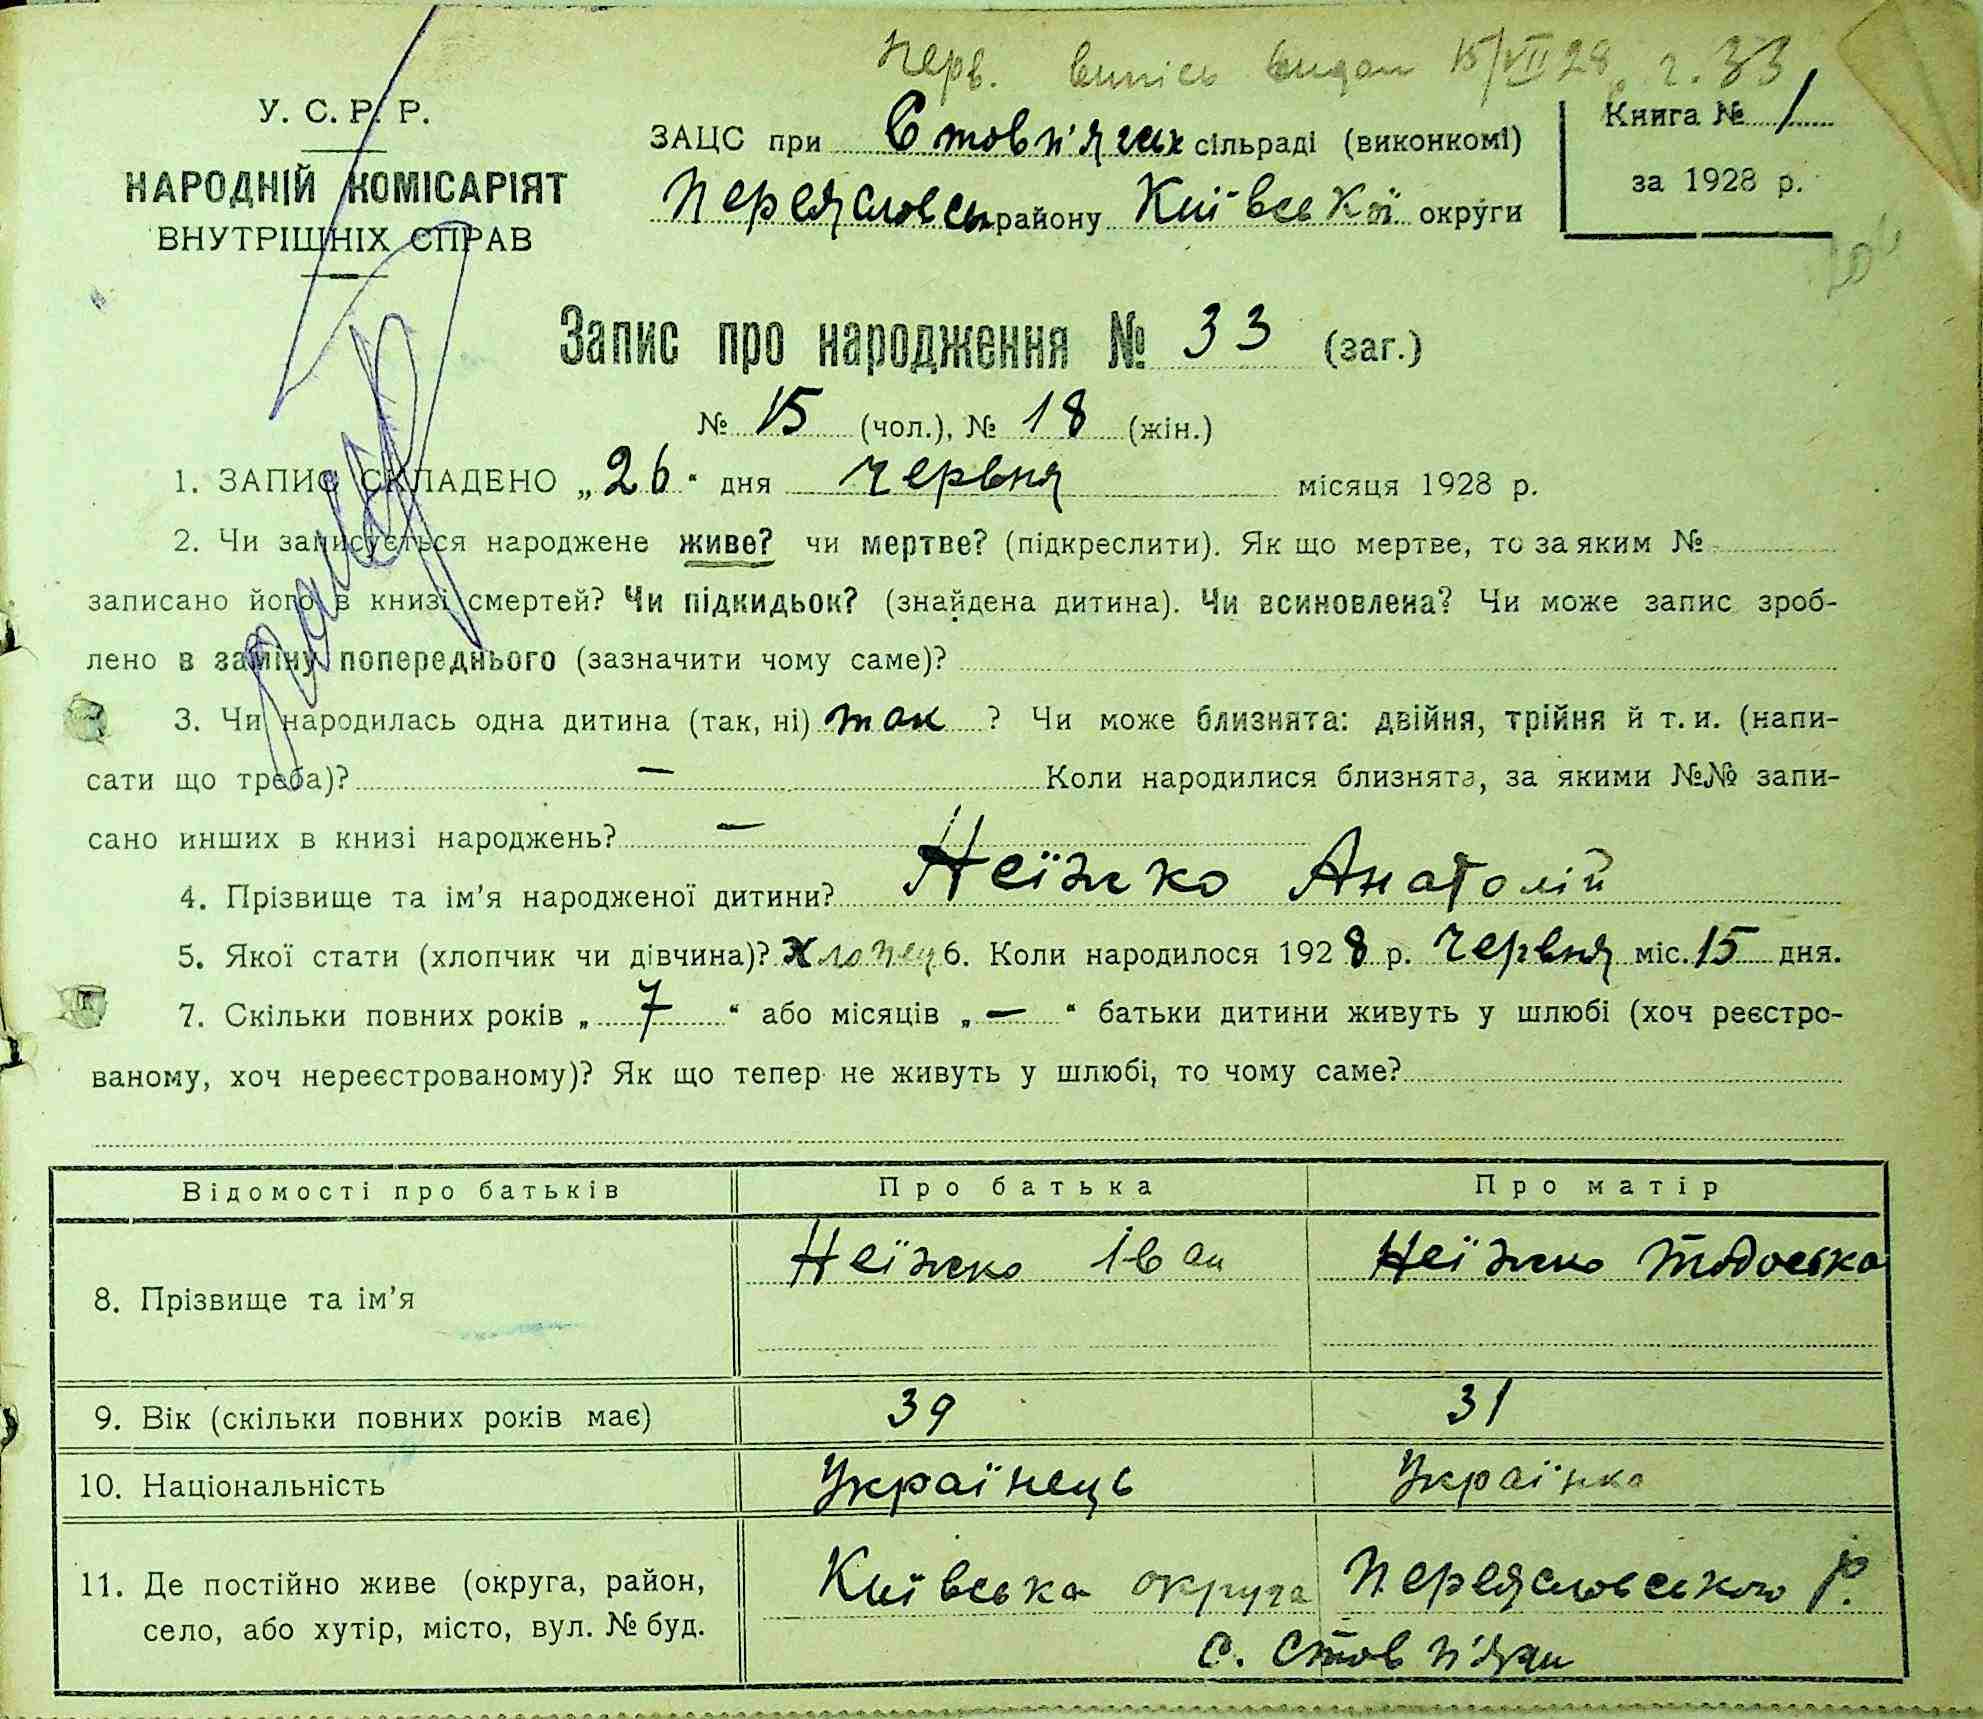 Перв. випись видан 15/VII 28 р. ч. 33
У. С. Р. Р.
НАРОДНІЙ КОМІСАРІЯТ
ВНУТРІШНІХ СПРАВ
ЗАЦС при Стовп'ягах сільраді (виконкомі)
Переяславськ району Київської округи
Книга № 1
за 1928 р.
Запис про народження № 33 (заг.)
№ 15 (чол.), № 18 (жін.)
1. ЗАПИС СКЛАДЕНО „26" дня червня місяця 1928 р.
2. Чи записується народжене живе? чи мертве? (підкреслити). Як що мертве, то за яким №
записано його в книзі смертей? Чи підкидьок? (знайдена дитина). Чи всиновлена? Чи може запис зроб-
лено в заміну попереднього (зазначити чому саме)?
3. Чи народилась одна дитина (так, ні) так ? Чи може близнята: двійня, трійня й т. и. (напи-
сати що треба)? — Коли народилися близнята, за якими №№ запи-
сано инших в книзі народжень? —
4. Прізвище та ім'я народженої дитини? Неїжко Анатолій
5. Якої стати (хлопчик чи дівчина)? хлопец 6. Коли народилося 1928 р. червня міс. 15 дня.
7. Скільки повних років „ 7 " або місяців „ — " батьки дитини живуть у шлюбі (хоч реєстро-
ваному, хоч нереєстрованому)? Як що тепер не живуть у шлюбі, то чому саме?
Відомості про батьків Про батька Про матір
8. Прізвище та ім'я Неїжко Іван Неїжко Тодоська
9. Вік (скільки повних років має) 39 31
10. Національність Українець Українка
11. Де постійно живе (округа, район, Київська округа Переяславського р.
село, або хутір, місто, вул. № буд. с. Стовп'яги